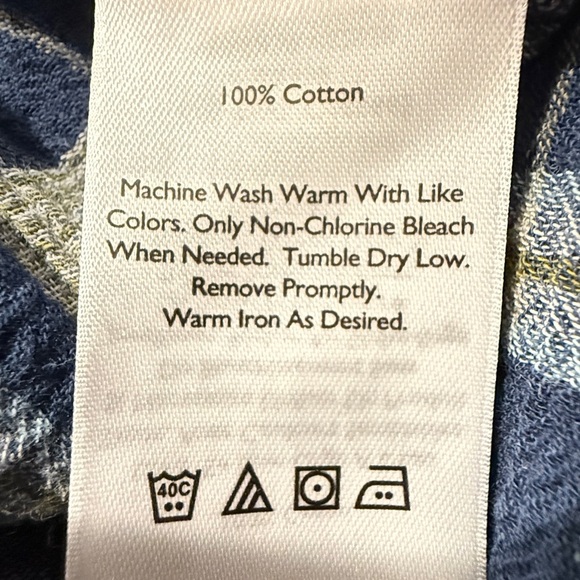 100% Cotton
Machine Wash Warm With Like
Colors. Only Non-Chlorine Bleach
When Needed. Tumble Dry Low.
Remove Promptly.
Warm Iron As Desired.
40C